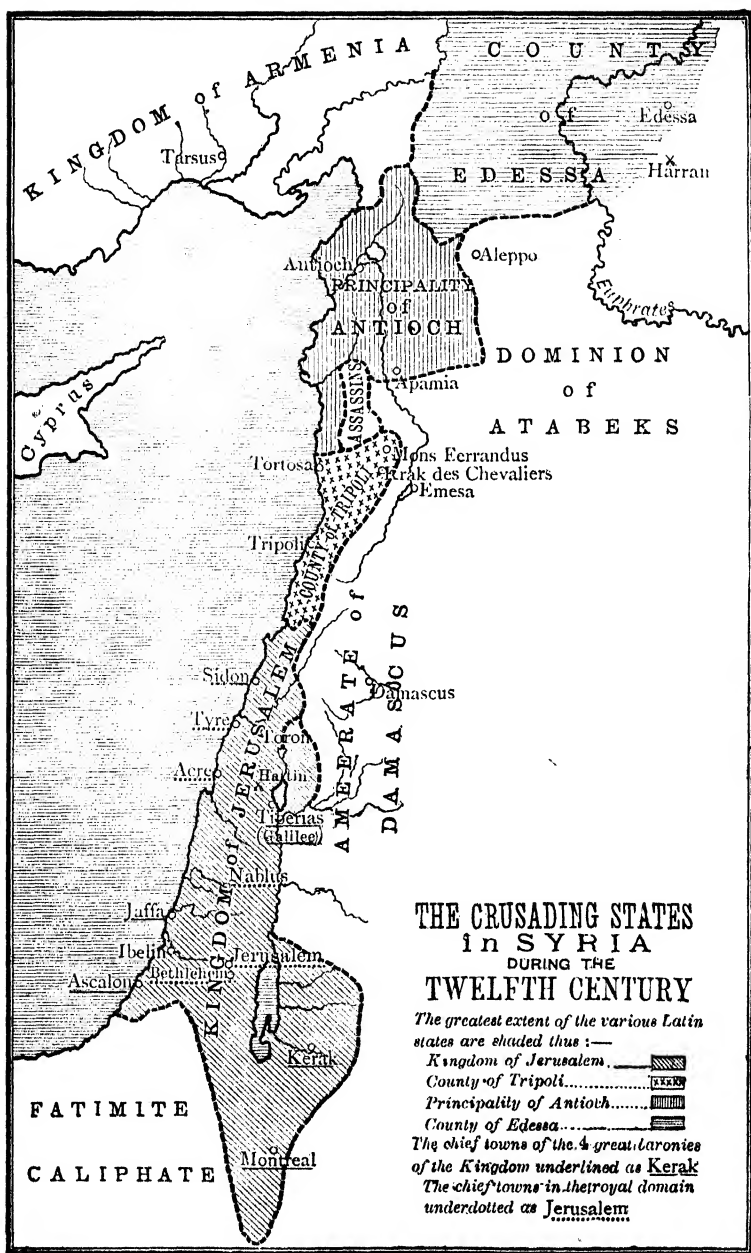 KINGDOM of ARMENIA
COUNTY
of
EDESSA
Edessa
Harran
Tarsus
Antioch
PRINCIPALITY
of
ANTIOCH
Aleppo
Euphrates
DOMINION
of
ATABEKS
Apamia
ASSASSINS
Cyprus
Tortosa
Mons Ferrandus
Krak des Chevaliers
Emesa
COUNTY of TRIPOLI
Tripoli
Sidon
Damascus
AMEERATE of
DAMASCUS
Tyre
Toron
Acre
Hattin
Tiberias
(Galilee)
KINGDOM of JERUSALEM
Nablus
Jaffa
Ibelin
Jerusalem
Bethlehem
Ascalon
Kerak
Montreal
FATIMITE
CALIPHATE
THE CRUSADING STATES
in SYRIA
DURING THE
TWELFTH CENTURY
The greatest extent of the various Latin
states are shaded thus :—
Kingdom of Jerusalem
County of Tripoli
Principality of Antioch
County of Edessa
The chief towns of the 4 great baronies
of the Kingdom underlined as Kerak
The chief towns in the royal domain
underdotted as Jerusalem